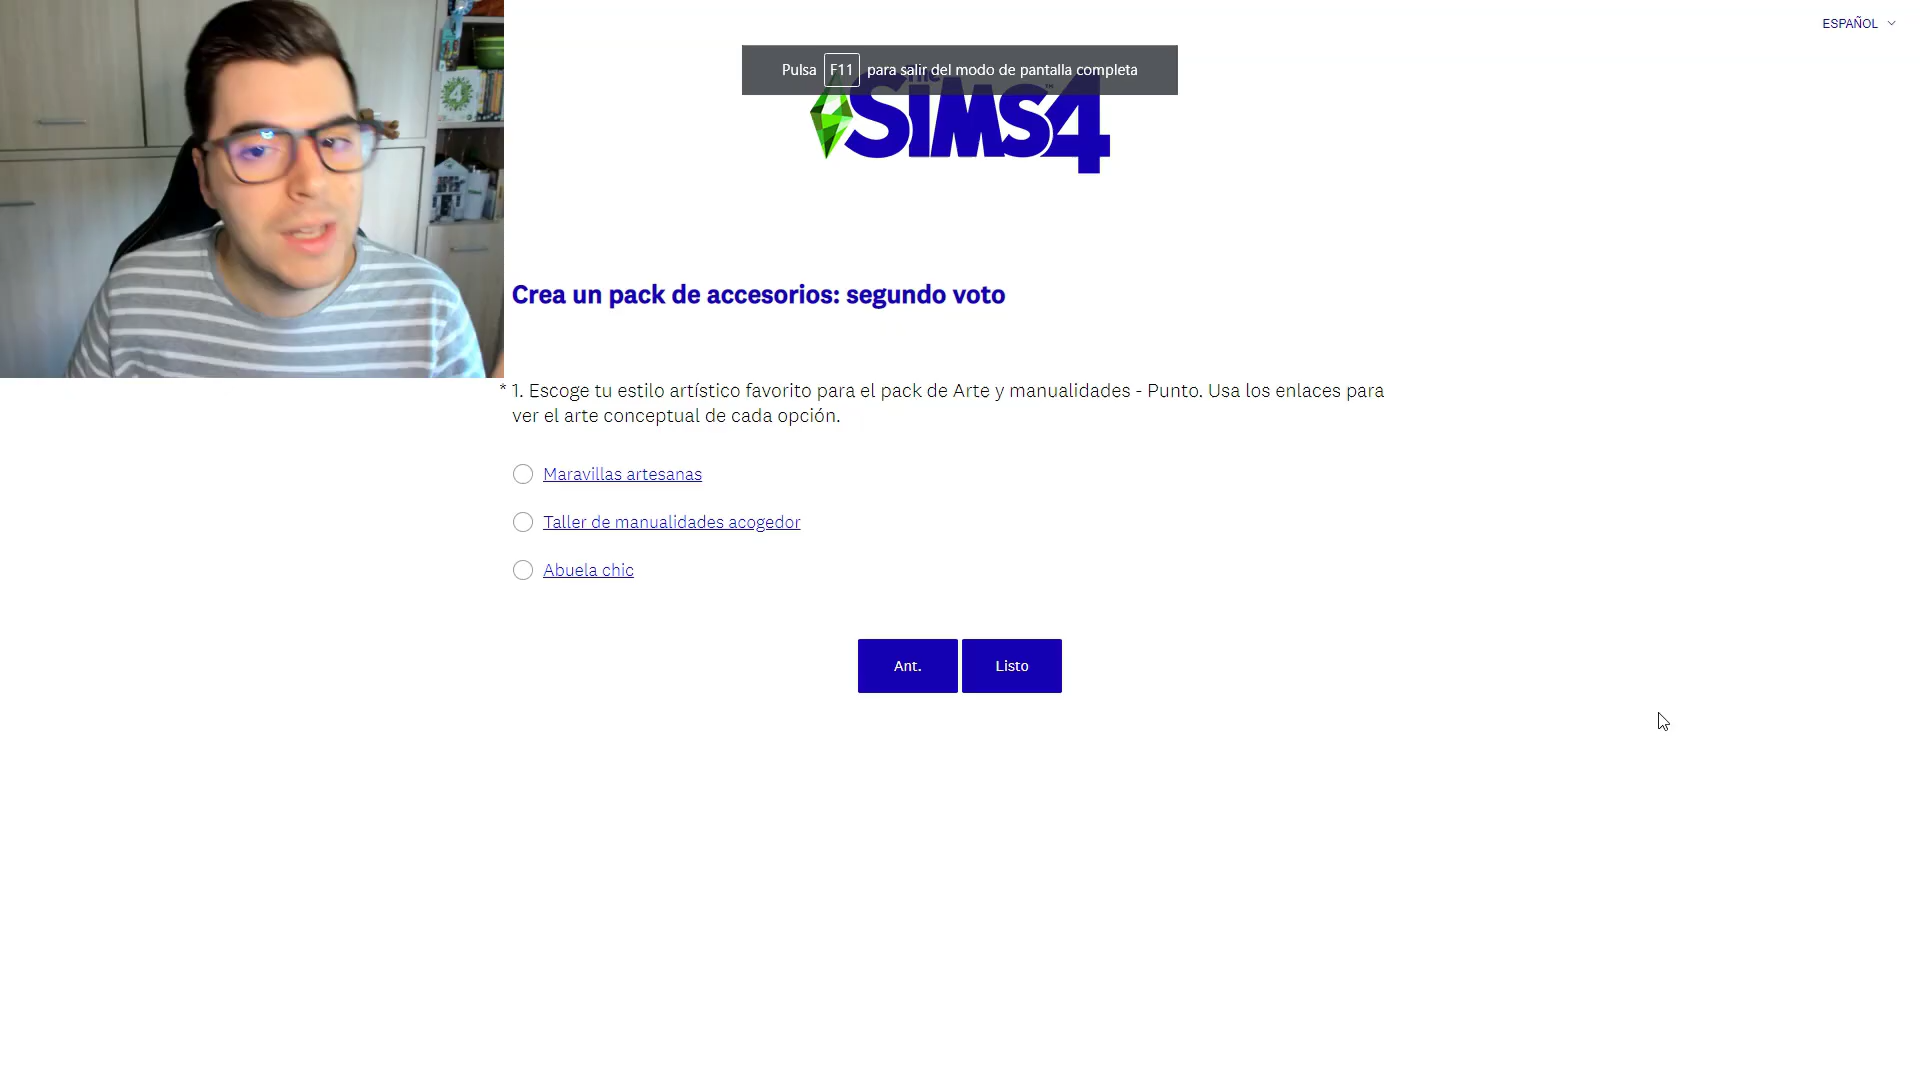 ESPAÑOL
Pulsa F11 para salir del modo de pantalla completa
The
SIMS4
Crea un pack de accesorios: segundo voto
* 1. Escoge tu estilo artístico favorito para el pack de Arte y manualidades - Punto. Usa los enlaces para
ver el arte conceptual de cada opción.
Maravillas artesanas
Taller de manualidades acogedor
Abuela chic
Ant.
Listo